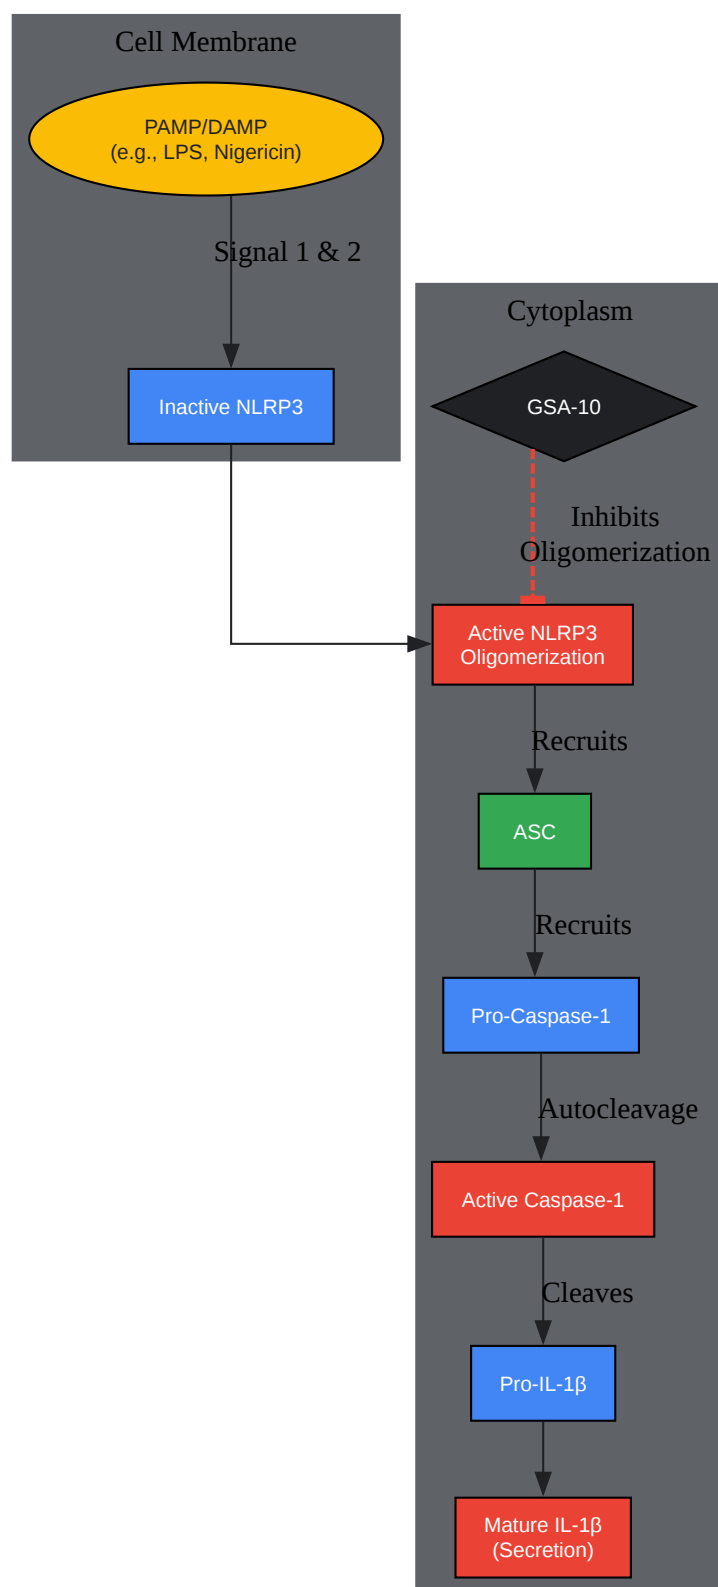 Cell Membrane
PAMP/DAMP
(e.g., LPS, Nigericin)
Signal 1 & 2
Inactive NLRP3
Cytoplasm
GSA-10
Inhibits
Oligomerization
Active NLRP3
Oligomerization
Recruits
ASC
Recruits
Pro-Caspase-1
Autocleavage
Active Caspase-1
Cleaves
Pro-IL-1β
Mature IL-1β
(Secretion)